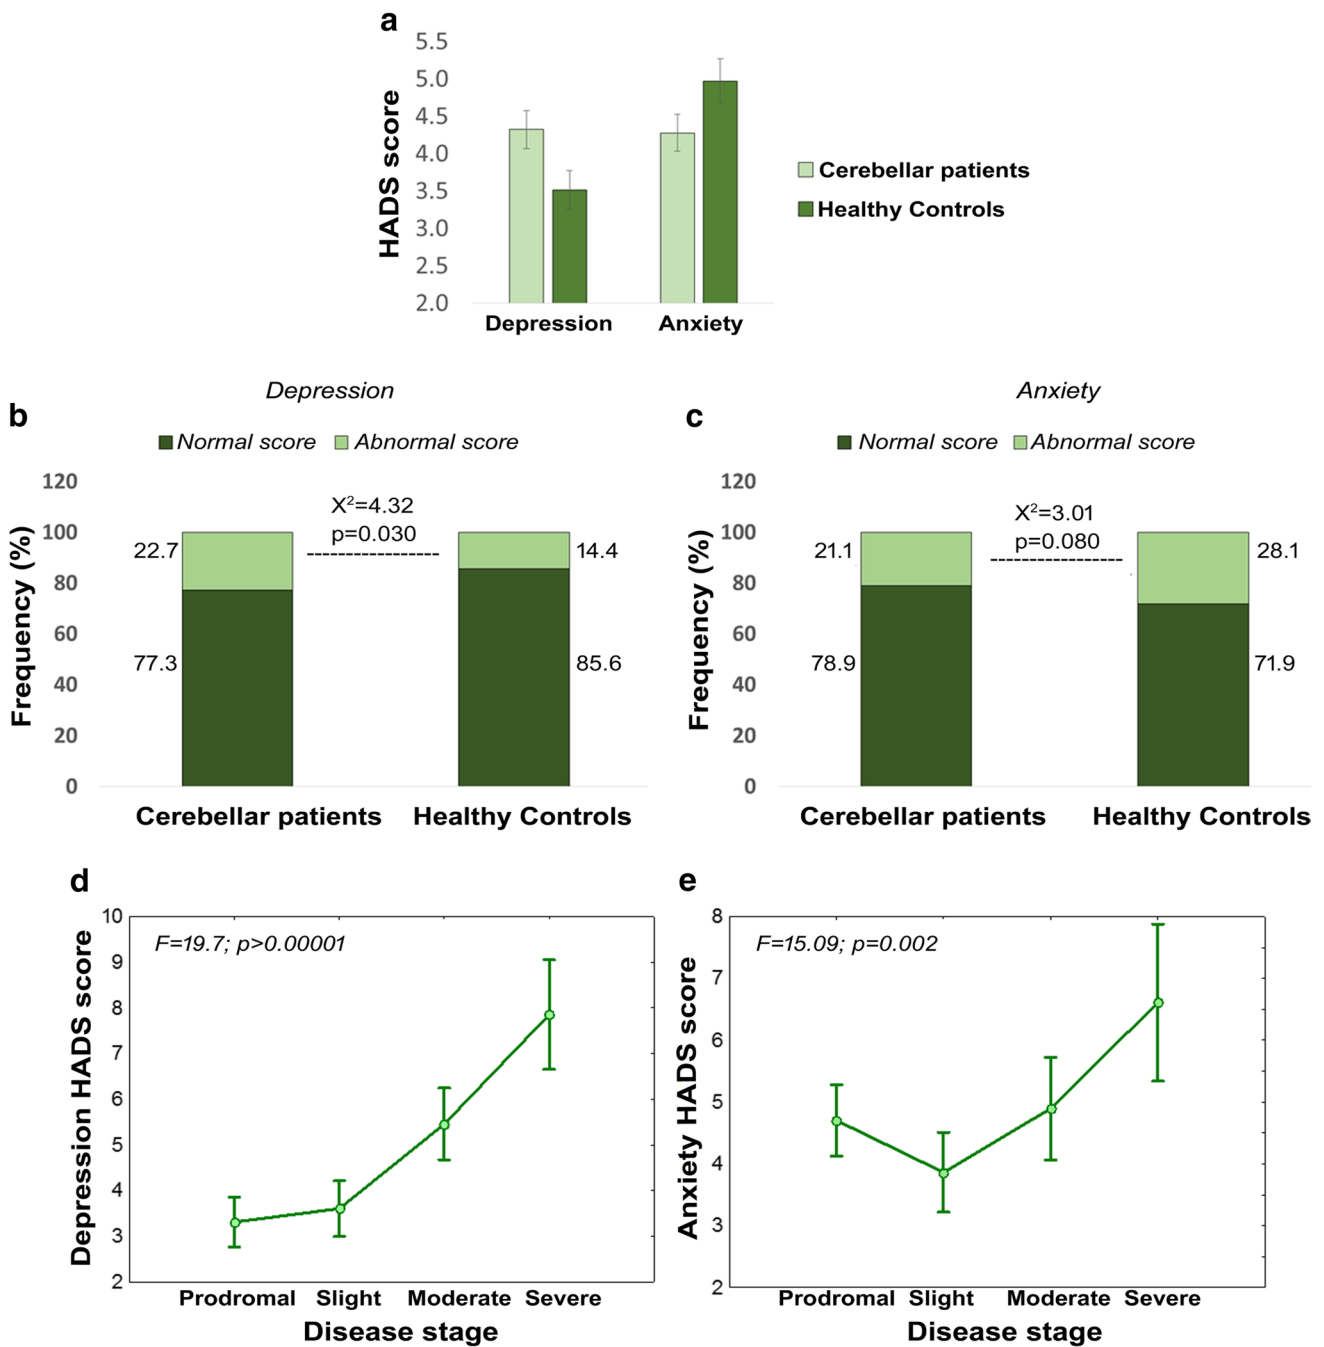 a
5.5
5.0
4.5
4.0
3.5
3.0
2.5
2.0
HADS score
Depression Anxiety
Cerebellar patients
Healthy Controls
b
Depression
Normal score Abnormal score
120
100
80
60
40
20
0
Frequency (%)
X²=4.32
p=0.030
22.7
77.3
14.4
85.6
Cerebellar patients Healthy Controls
c
Anxiety
Normal score Abnormal score
120
100
80
60
40
20
0
Frequency (%)
X²=3.01
p=0.080
21.1
78.9
28.1
71.9
Cerebellar patients Healthy Controls
d
10
9
8
7
6
5
4
3
2
Depression HADS score
F=19.7; p>0.00001
Prodromal Slight Moderate Severe
Disease stage
e
8
7
6
5
4
3
2
Anxiety HADS score
F=15.09; p=0.002
Prodromal Slight Moderate Severe
Disease stage